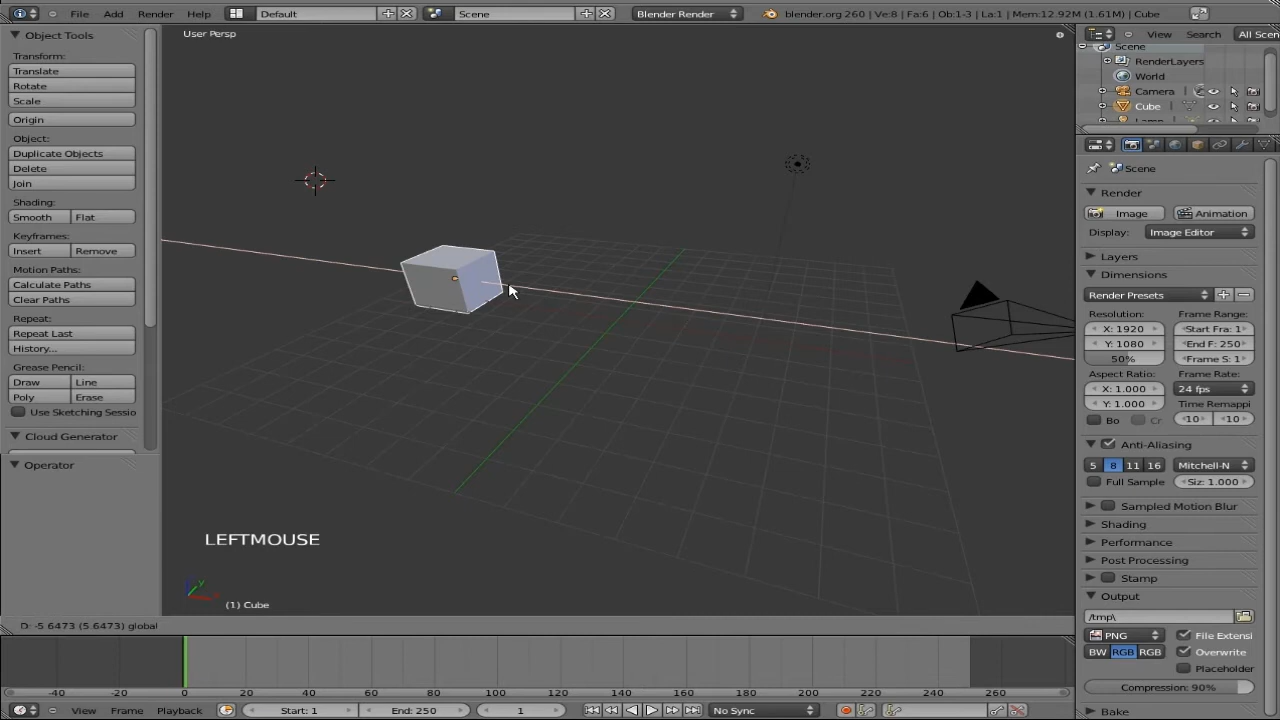 File Add Render Help Default Scene Blender Render blender.org 260 | Ve:8 | Fa:6 | Ob:1-3 | La:1 | Mem:12.92M (1.61M) | Cube
Object Tools
Transform:
Translate
Rotate
Scale
Origin
Object:
Duplicate Objects
Delete
Join
Shading:
Smooth Flat
Keyframes:
Insert Remove
Motion Paths:
Calculate Paths
Clear Paths
Repeat:
Repeat Last
History...
Grease Pencil:
Draw Line
Poly Erase
Use Sketching Sessio
Cloud Generator
Operator
User Persp
LEFTMOUSE
(1) Cube
D: -5.6473 (5.6473) global
View Search All Scen
Scene
RenderLayers
World
Camera
Cube
Scene
Render
Image Animation
Display: Image Editor
Layers
Dimensions
Render Presets
Resolution: Frame Range:
X: 1920 Start Fra: 1
Y: 1080 End F: 250
50% Frame S: 1
Aspect Ratio: Frame Rate:
X: 1.000 24 fps
Y: 1.000 Time Remappi
Bo Cr 10 10
Anti-Aliasing
5 8 11 16 Mitchell-N
Full Sample Siz: 1.000
Sampled Motion Blur
Shading
Performance
Post Processing
Stamp
Output
/tmp\
PNG File Extensi
BW RGB RGB Overwrite
Placeholder
Compression: 90%
Bake
-40 -20 0 20 40 60 80 100 120 140 160 180 200 220 240 260
View Frame Playback Start: 1 End: 250 1 No Sync